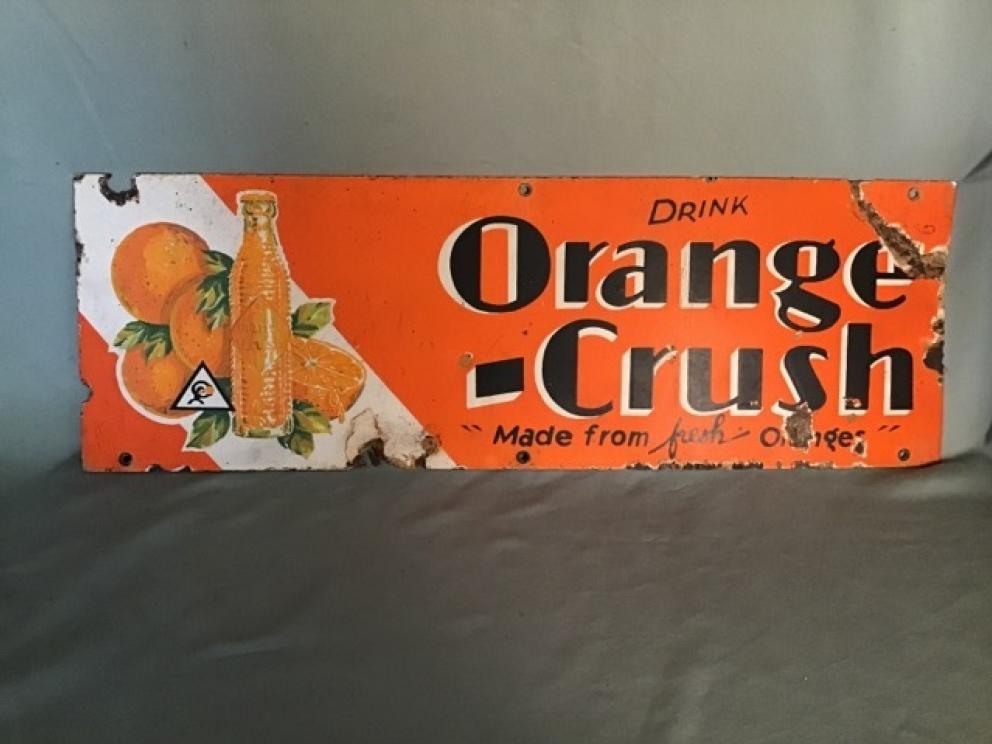 DRINK
Orange
-Crush
"Made from fresh Oranges"